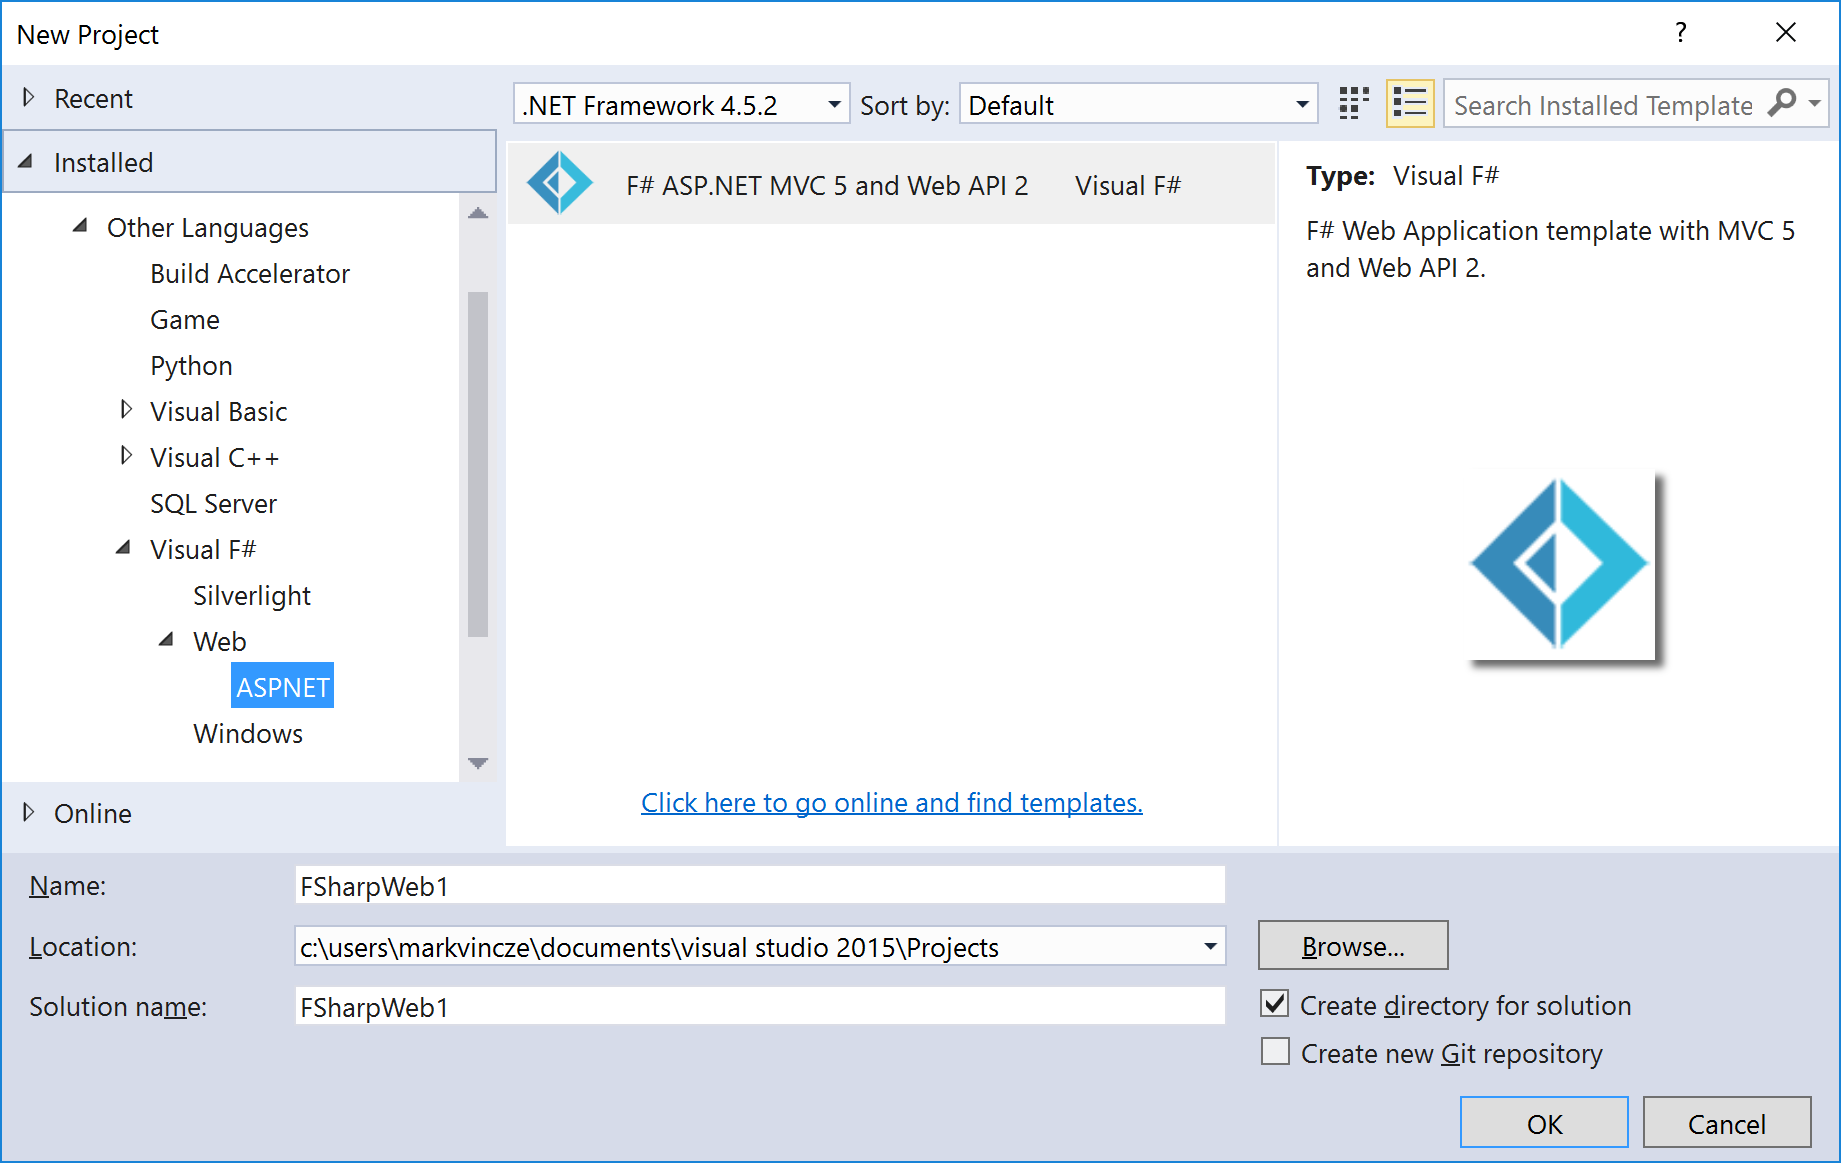 New Project
?
Recent
.NET Framework 4.5.2
Sort by:
Default
Search Installed Template
Installed
Other Languages
Build Accelerator
Game
Python
Visual Basic
Visual C++
SQL Server
Visual F#
Silverlight
Web
ASPNET
Windows
Online
F# ASP.NET MVC 5 and Web API 2 Visual F#
Click here to go online and find templates.
Type: Visual F#
F# Web Application template with MVC 5
and Web API 2.
Name: FSharpWeb1
Location: c:\users\markvincze\documents\visual studio 2015\Projects
Browse...
Solution name: FSharpWeb1
Create directory for solution
Create new Git repository
OK
Cancel